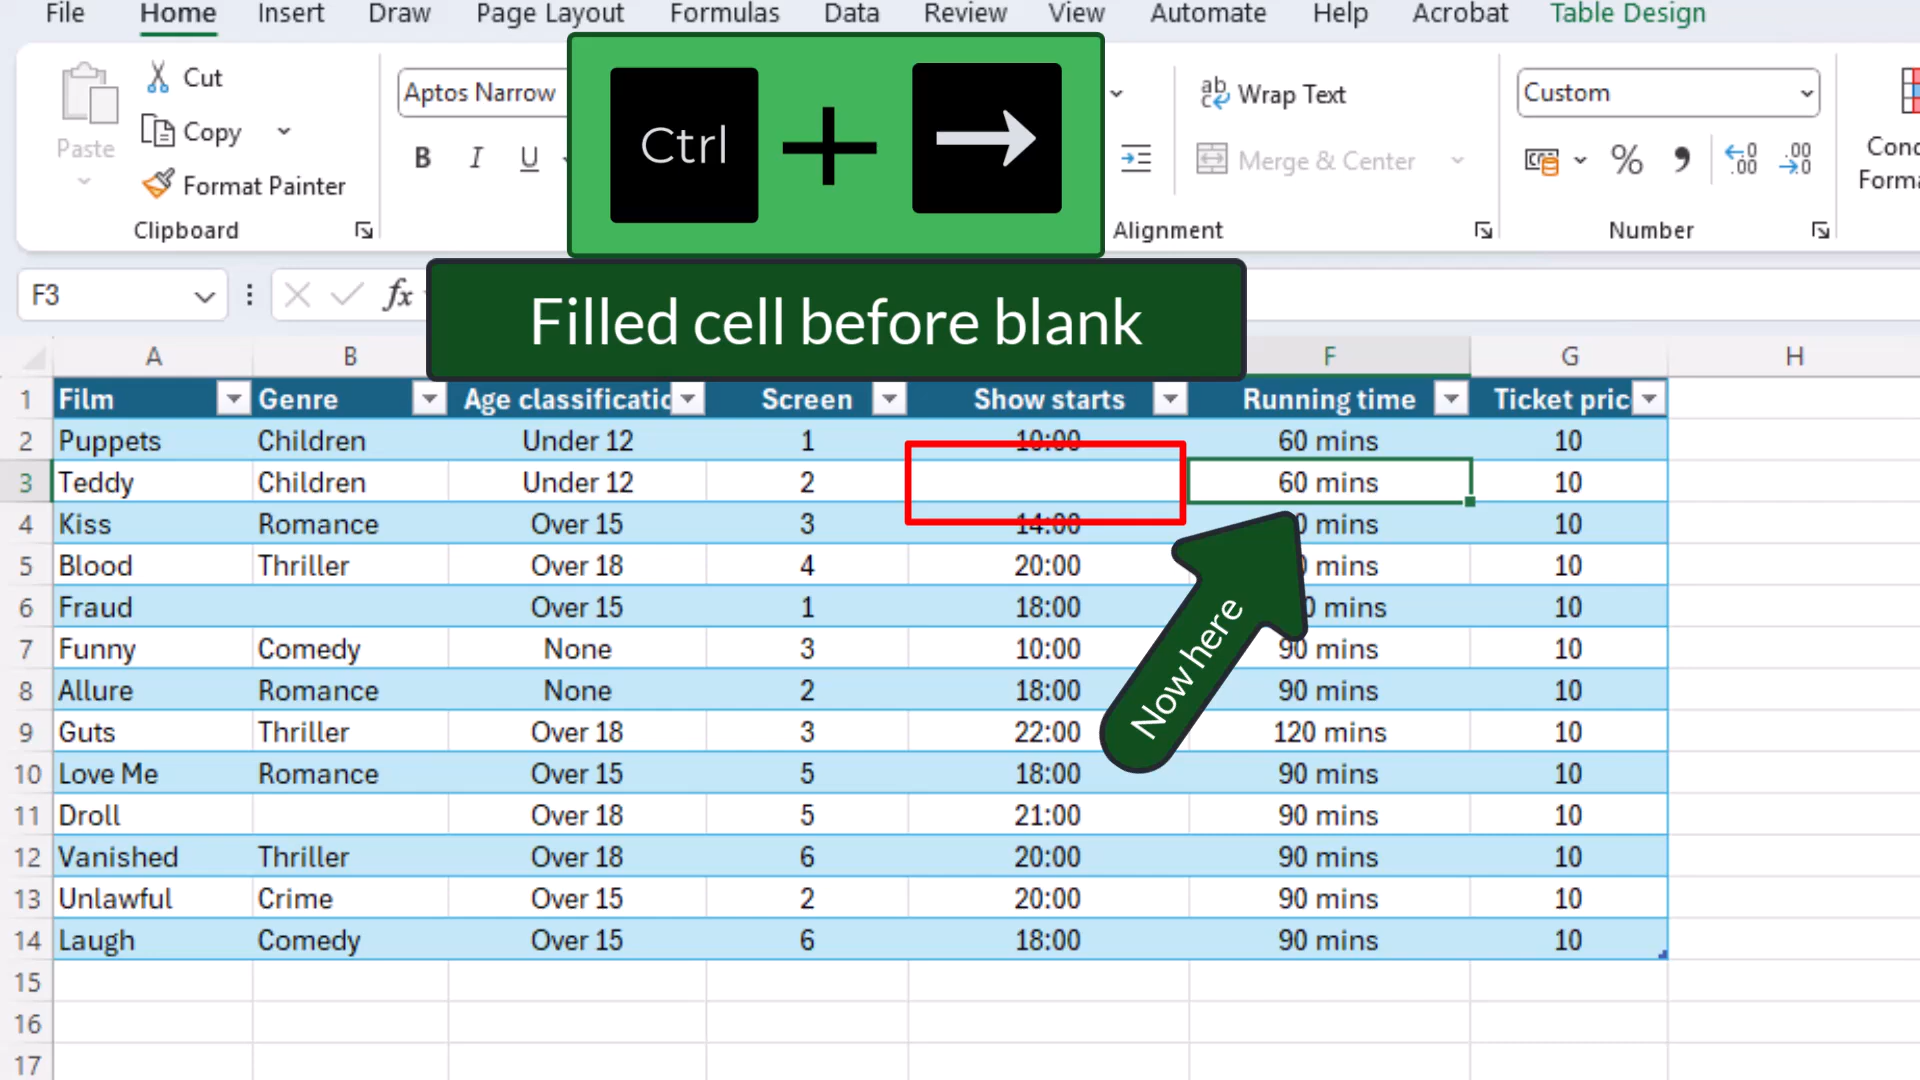 File Home Insert Draw Page Layout Formulas Data Review View Automate Help Acrobat Table Design
Paste
Cut
Copy
Format Painter
Clipboard
Aptos Narrow
B I U
Ctrl + →
Wrap Text
Merge & Center
Alignment
Custom
% 9 .00 .00
Number
Filled cell before blank
F3
fx
A B F G H
1 Film Genre Age classificatio Screen Show starts Running time Ticket pric
2 Puppets Children Under 12 1 10:00 60 mins 10
3 Teddy Children Under 12 2 60 mins 10
4 Kiss Romance Over 15 3 14:00 0 mins 10
5 Blood Thriller Over 18 4 20:00 mins 10
6 Fraud Over 15 1 18:00 0 mins 10
7 Funny Comedy None 3 10:00 90 mins 10
8 Allure Romance None 2 18:00 90 mins 10
9 Guts Thriller Over 18 3 22:00 120 mins 10
10 Love Me Romance Over 15 5 18:00 90 mins 10
11 Droll Over 18 5 21:00 90 mins 10
12 Vanished Thriller Over 18 6 20:00 90 mins 10
13 Unlawful Crime Over 15 2 20:00 90 mins 10
14 Laugh Comedy Over 15 6 18:00 90 mins 10
15
16
17
Now here